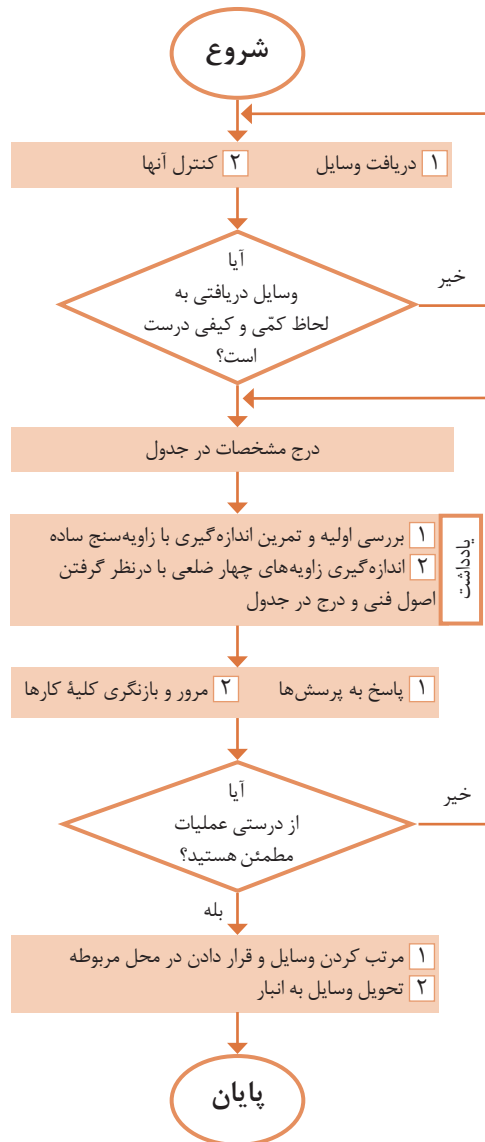 شروع
۱ دریافت وسایل ۲ کنترل آنها
آیا
وسایل دریافتی به
لحاظ کمّی و کیفی درست
است؟
خیر
درج مشخصات در جدول
یادداشت
۱ بررسی اولیه و تمرین اندازه‌گیری با زاویه‌سنج ساده
۲ اندازه‌گیری زاویه‌های چهار ضلعی با درنظر گرفتن
اصول فنی و درج در جدول
۱ پاسخ به پرسش‌ها ۲ مرور و بازنگری کلیهٔ کارها
آیا
از درستی عملیات
مطمئن هستید؟
خیر
بله
۱ مرتب کردن وسایل و قرار دادن در محل مربوطه
۲ تحویل وسایل به انبار
پایان